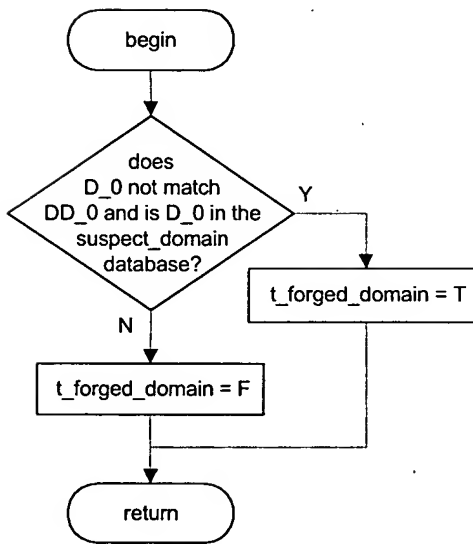 begin
does
D_0 not match
DD_0 and is D_0 in the
suspect_domain
database?
Y
t_forged_domain = T
N
t_forged_domain = F
return